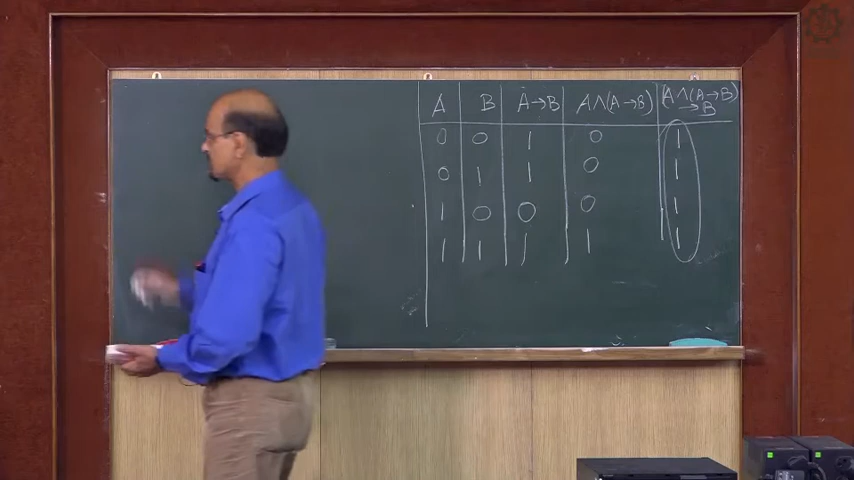 A B A→B A∧(A→B) (A∧(A→B)
→B
0 0 1 0 1
0 1 1 0 1
1 0 0 0 1
1 1 1 1 1